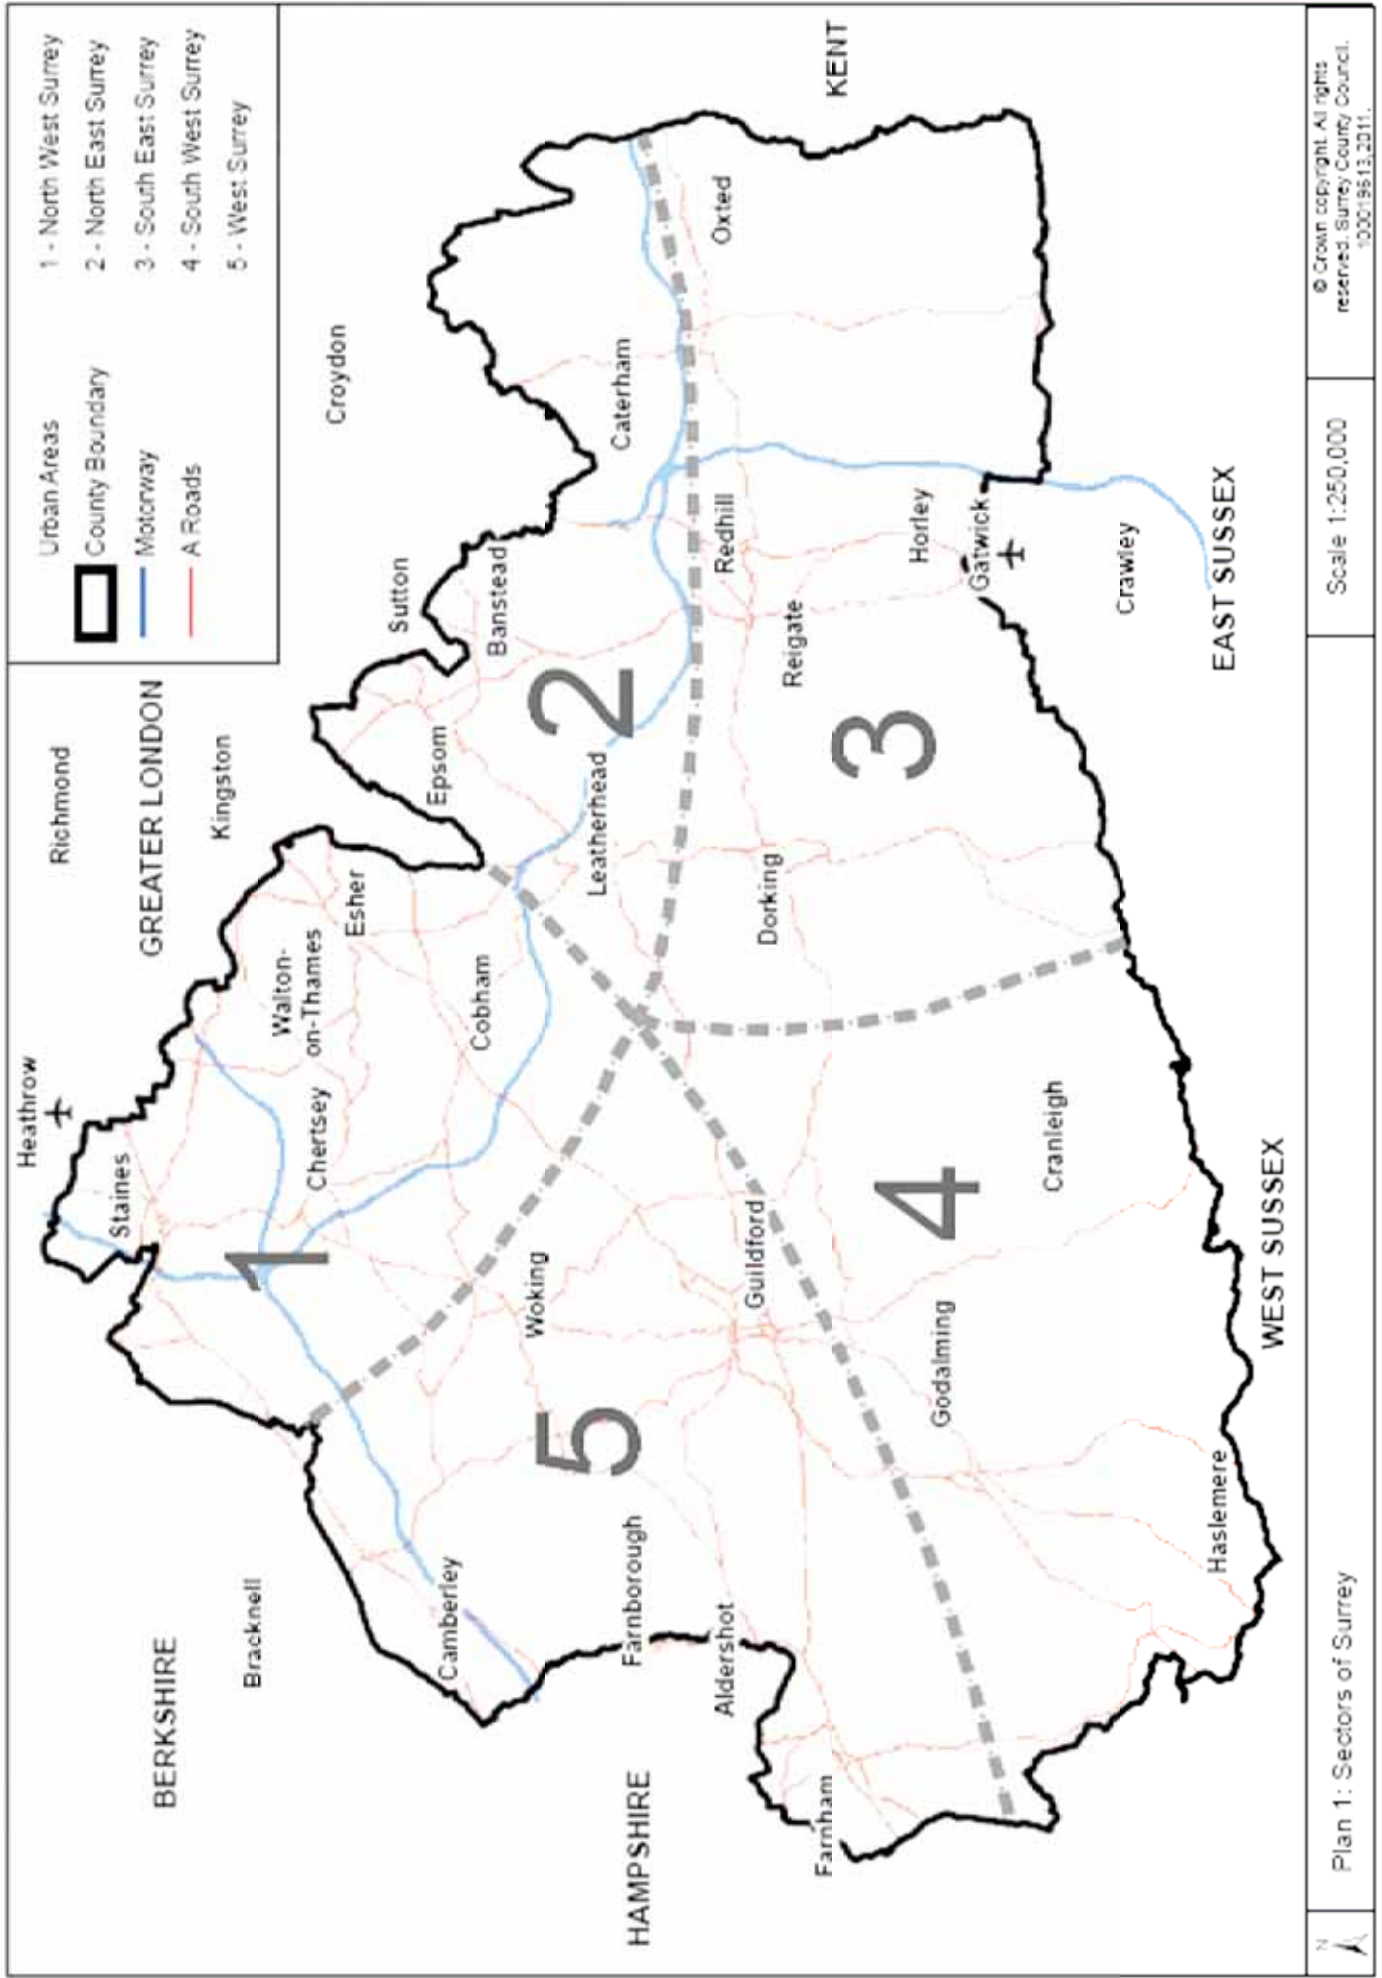 Urban Areas
County Boundary
Motorway
A Roads
1 - North West Surrey
2 - North East Surrey
3 - South East Surrey
4 - South West Surrey
5 - West Surrey
Heathrow
Richmond
GREATER LONDON
Kingston
Croydon
Sutton
BERKSHIRE
Bracknell
Staines
1
Chertsey
Walton-
on-Thames
Esher
Epsom
Banstead
Camberley
Woking
Cobham
Leatherhead
2
Caterham
KENT
HAMPSHIRE
Farnborough
5
Aldershot
Guildford
Dorking
Reigate
Redhill
Oxted
Farnham
Godalming
4
Cranleigh
3
Horley
Gatwick
Crawley
Haslemere
WEST SUSSEX
EAST SUSSEX
N
Plan 1: Sectors of Surrey
Scale 1:250,000
© Crown copyright. All rights
reserved. Surrey County Council.
100019613,2011.